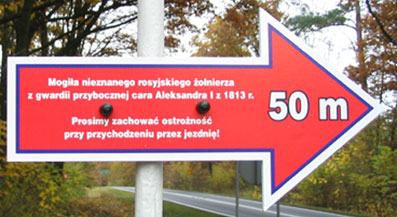 Mogiła nieznanego rosyjskiego żołnierza
z gwardii przybocznej cara Aleksandra I z 1813 r.
Prosimy zachować ostrożność
przy przychodzeniu przez jezdnię!
50 m